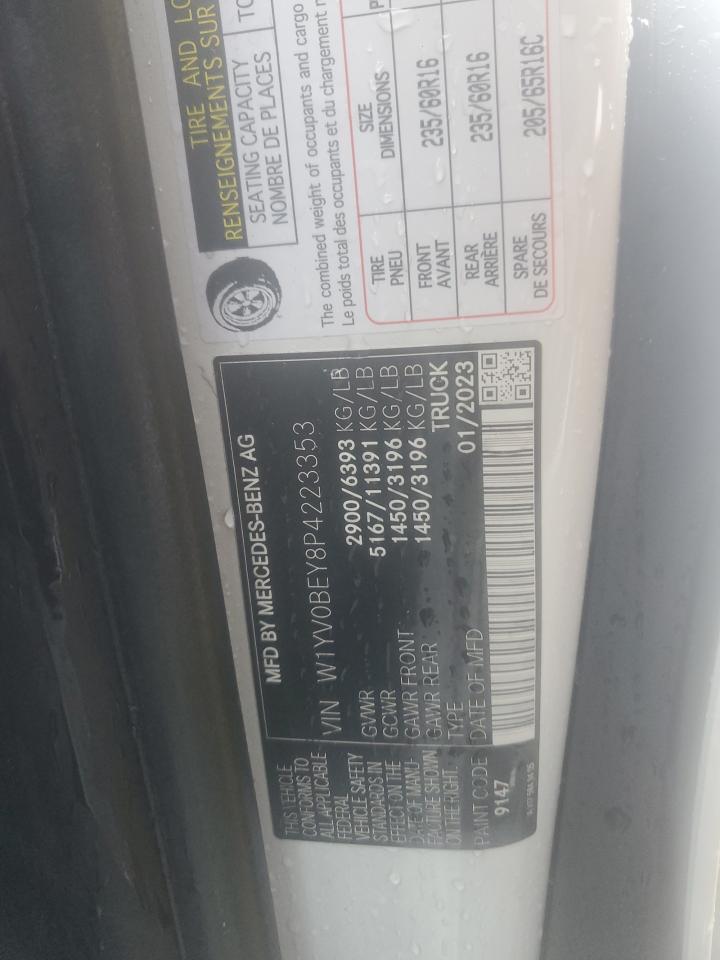 THIS VEHICLE
CONFORMS TO
ALL APPLICABLE
FEDERAL
VEHICLE SAFETY
STANDARDS IN
EFFECT ON THE
DATE OF MANU-
FACTURE SHOWN
ON THE RIGHT.
PAINT CODE
9147
MFD BY MERCEDES-BENZ AG
VIN W1YV0BEY8P4223353
GVWR 2900/6393 KG/LB
GCWR 5167/11391 KG/LB
GAWR FRONT 1450/3196 KG/LB
GAWR REAR 1450/3196 KG/LB
TYPE TRUCK
DATE OF MFD 01/2023
TIRE AND LO
RENSEIGNEMENTS SUR
SEATING CAPACITY
NOMBRE DE PLACES
TO
The combined weight of occupants and cargo
Le poids total des occupants et du chargement
TIRE
PNEU
SIZE
DIMENSIONS
FRONT
AVANT
235/60R16
REAR
ARRIÈRE
235/60R16
SPARE
DE SECOURS
205/65R16C